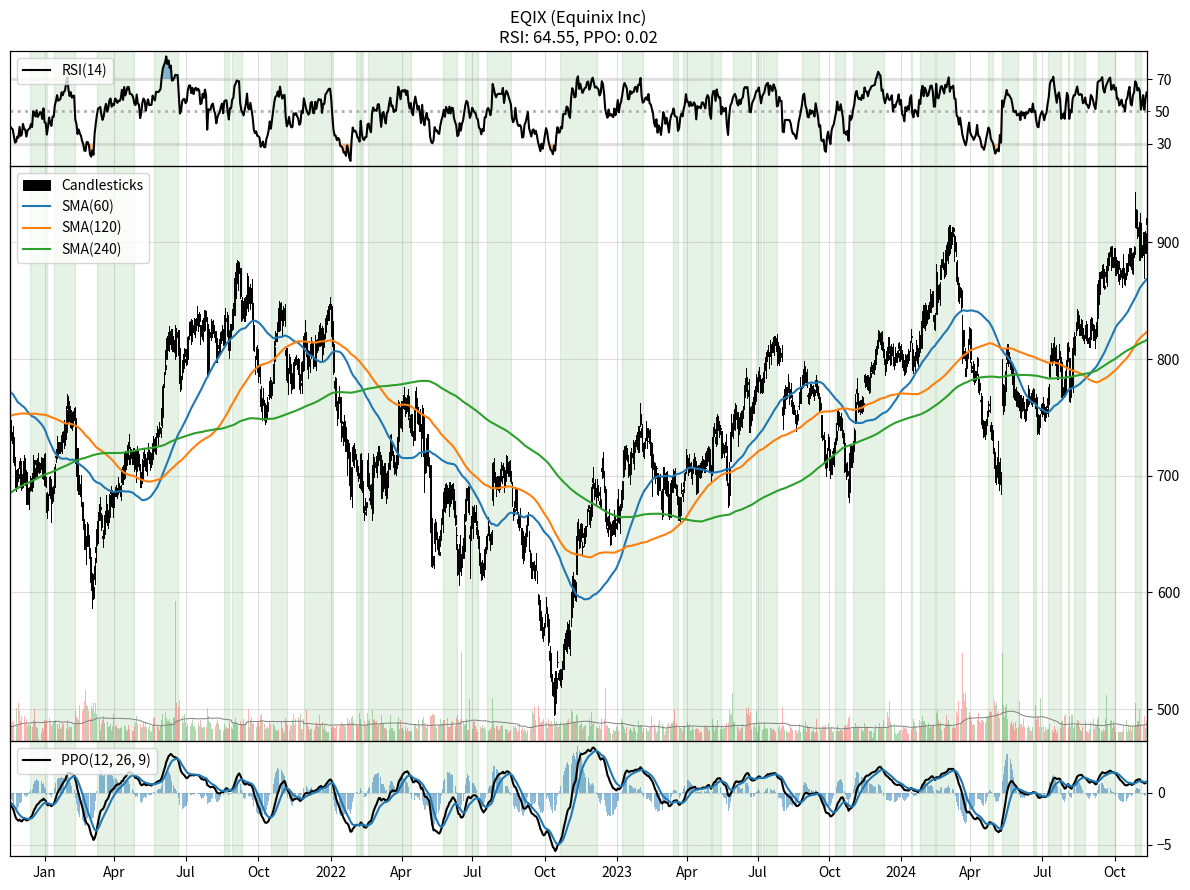 EQIX (Equinix Inc)
RSI: 64.55, PPO: 0.02
RSI(14)
70
50
30
Candlesticks
SMA(60)
SMA(120)
SMA(240)
900
800
700
600
500
PPO(12, 26, 9)
0
−5
Jan Apr Jul Oct 2022 Apr Jul Oct 2023 Apr Jul Oct 2024 Apr Jul Oct